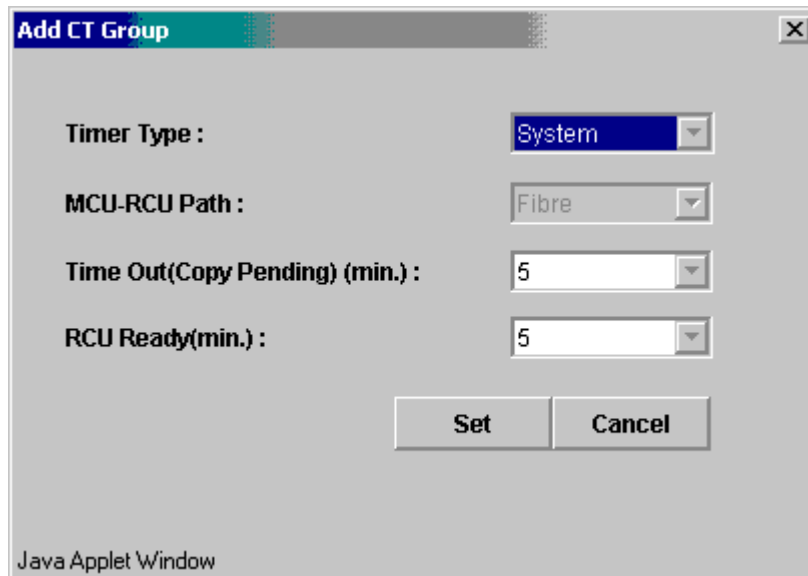 Add CT Group
Timer Type : System
MCU-RCU Path : Fibre
Time Out(Copy Pending) (min.) : 5
RCU Ready(min.) : 5
Set Cancel
Java Applet Window